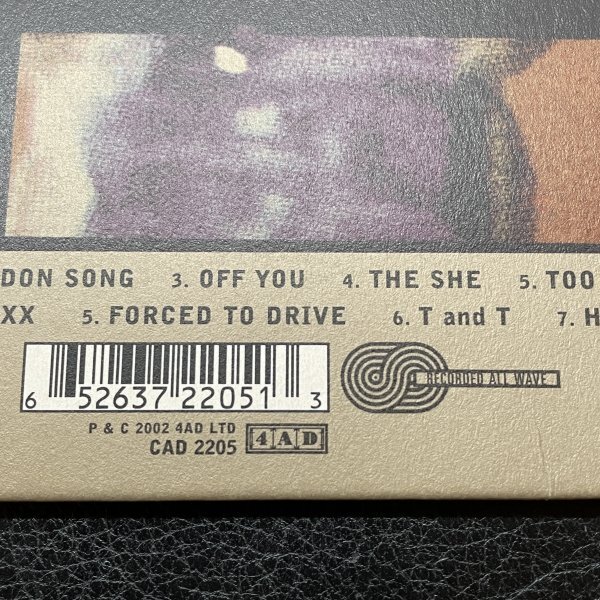 DON SONG 3. OFF YOU 4. THE SHE 5. TOO
XX 5. FORCED TO DRIVE 6. T and T 7. H
6 52637 22051 3
RECORDED ALL WAVE
P & C 2002 4AD LTD
CAD 2205
4AD